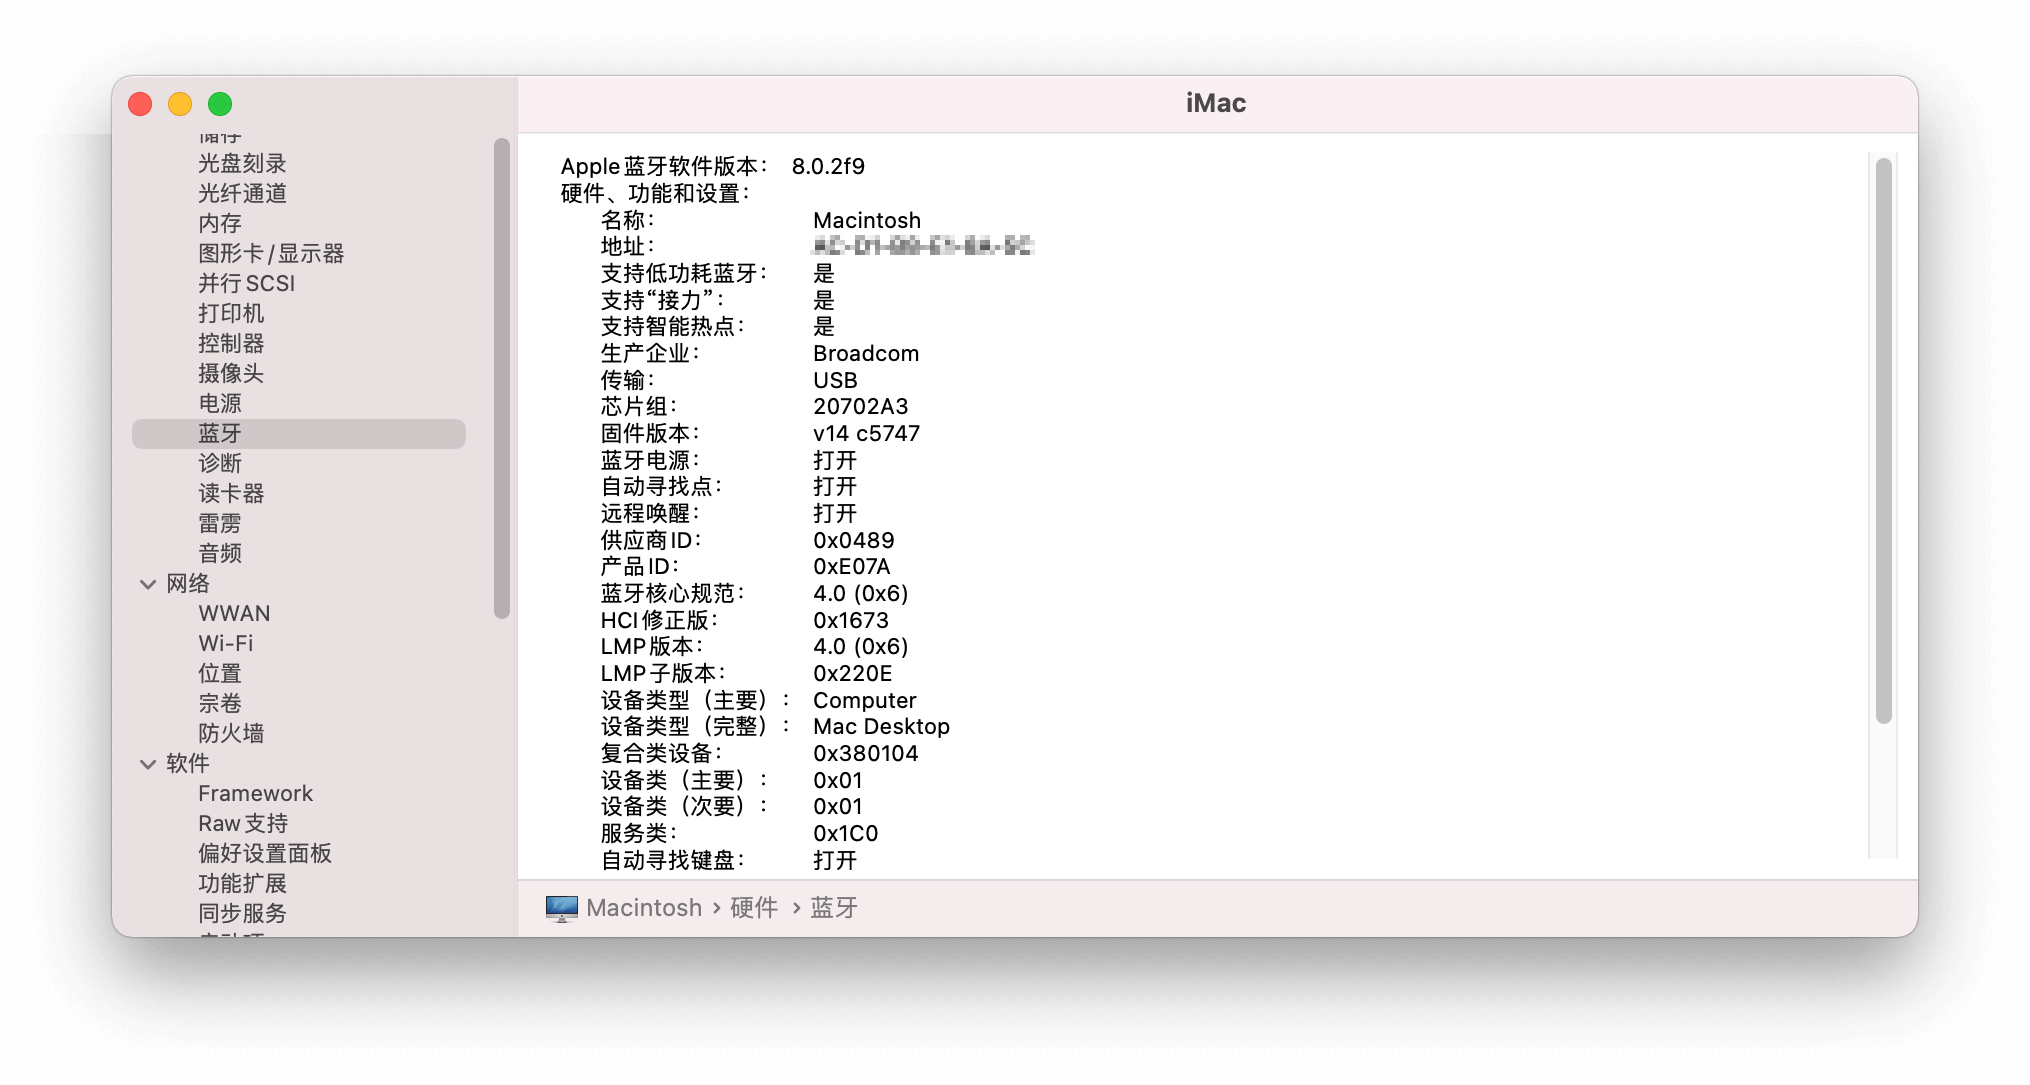 iMac
储存
光盘刻录
光纤通道
内存
图形卡/显示器
并行SCSI
打印机
控制器
摄像头
电源
蓝牙
诊断
读卡器
雷雳
音频
网络
WWAN
Wi-Fi
位置
宗卷
防火墙
软件
Framework
Raw支持
偏好设置面板
功能扩展
同步服务
Apple蓝牙软件版本： 8.0.2f9
硬件、功能和设置：
名称： Macintosh
地址：
支持低功耗蓝牙： 是
支持“接力”： 是
支持智能热点： 是
生产企业： Broadcom
传输： USB
芯片组： 20702A3
固件版本： v14 c5747
蓝牙电源： 打开
自动寻找点： 打开
远程唤醒： 打开
供应商ID： 0x0489
产品ID： 0xE07A
蓝牙核心规范： 4.0 (0x6)
HCI修正版： 0x1673
LMP版本： 4.0 (0x6)
LMP子版本： 0x220E
设备类型（主要）： Computer
设备类型（完整）： Mac Desktop
复合类设备： 0x380104
设备类（主要）： 0x01
设备类（次要）： 0x01
服务类： 0x1C0
自动寻找键盘： 打开
Macintosh › 硬件 › 蓝牙